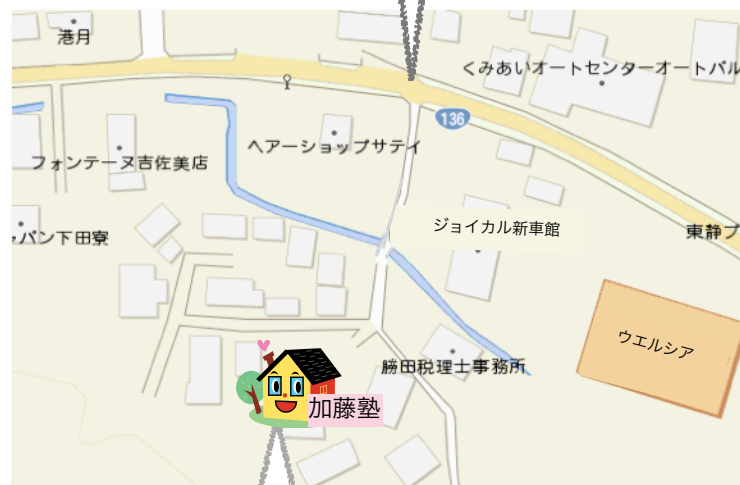 港月
くみあいオートセンターオートパル
136
ヘアーショップサテイ
フォンテーヌ吉佐美店
ジョイカル新車館
東静プ
パン下田寮
ウエルシア
勝田税理士事務所
加藤塾